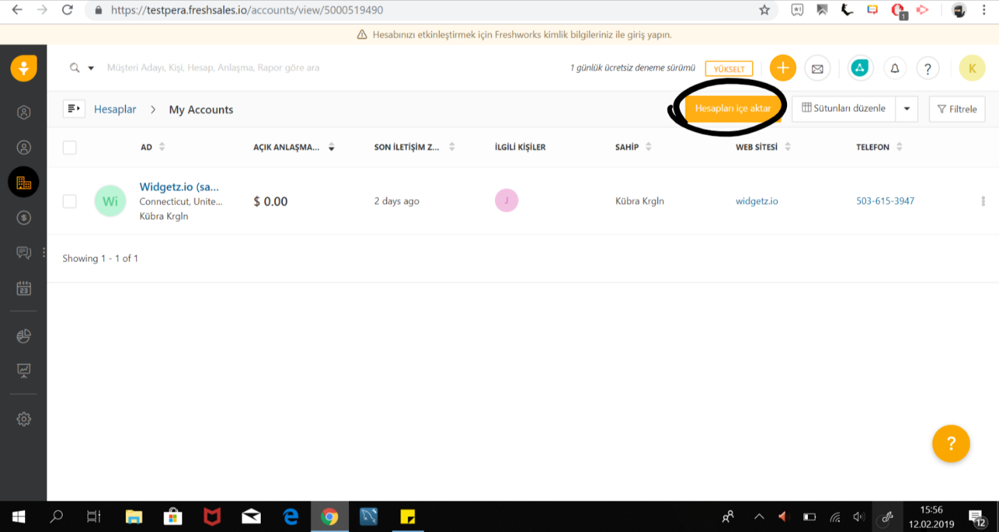 https://testpera.freshsales.io/accounts/view/5000519490
1
Hesabınızı etkinleştirmek için Freshworks kimlik bilgileriniz ile giriş yapın.
Müşteri Adayı, Kişi, Hesap, Anlaşma, Rapor göre ara
1 günlük ücretsiz deneme sürümü
YÜKSELT
?
K
Hesaplar
My Accounts
Hesapları içe aktar
Sütunları düzenle
Filtrele
AD
AÇIK ANLAŞMA...
SON İLETİŞİM Z...
İLGİLİ KİŞİLER
SAHİP
WEB SİTESİ
TELEFON
Wi
Widgetz.io (sa...
Connecticut, Unite...
Kübra Krgln
$ 0.00
2 days ago
J
Kübra Krgln
widgetz.io
503-615-3947
Showing 1 - 1 of 1
23
?
15:56
12.02.2019
12